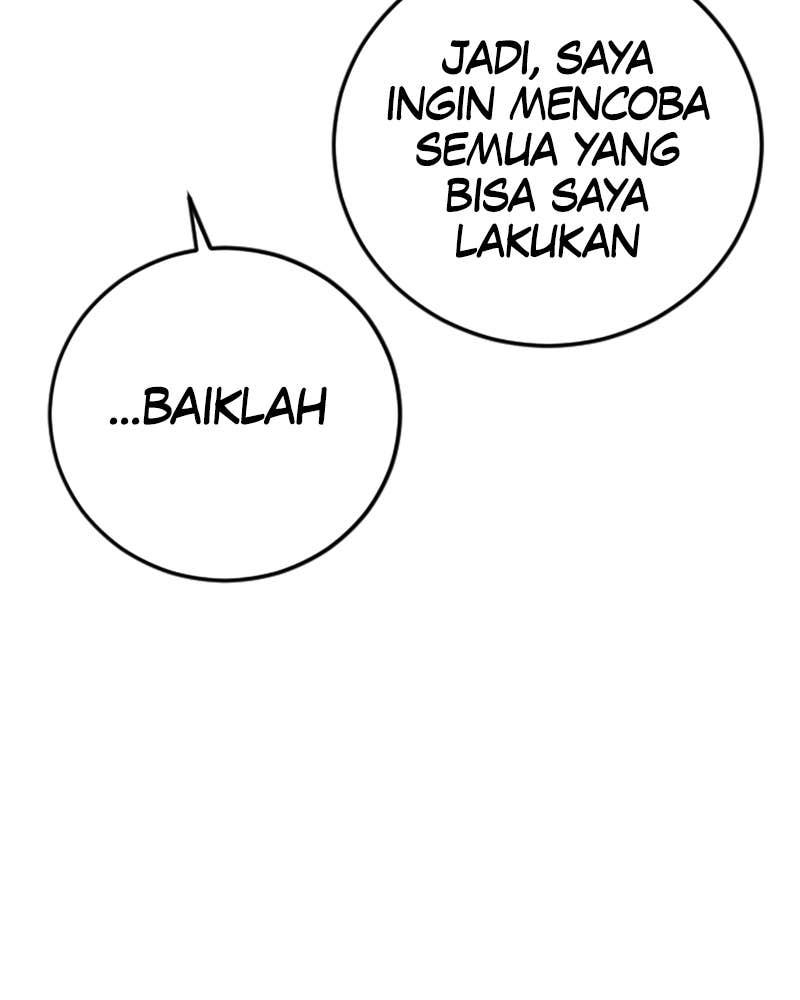 JADI, SAYA
INGIN MENCOBA
SEMUA YANG
BISA SAYA
LAKUKAN
...BAIKLAH